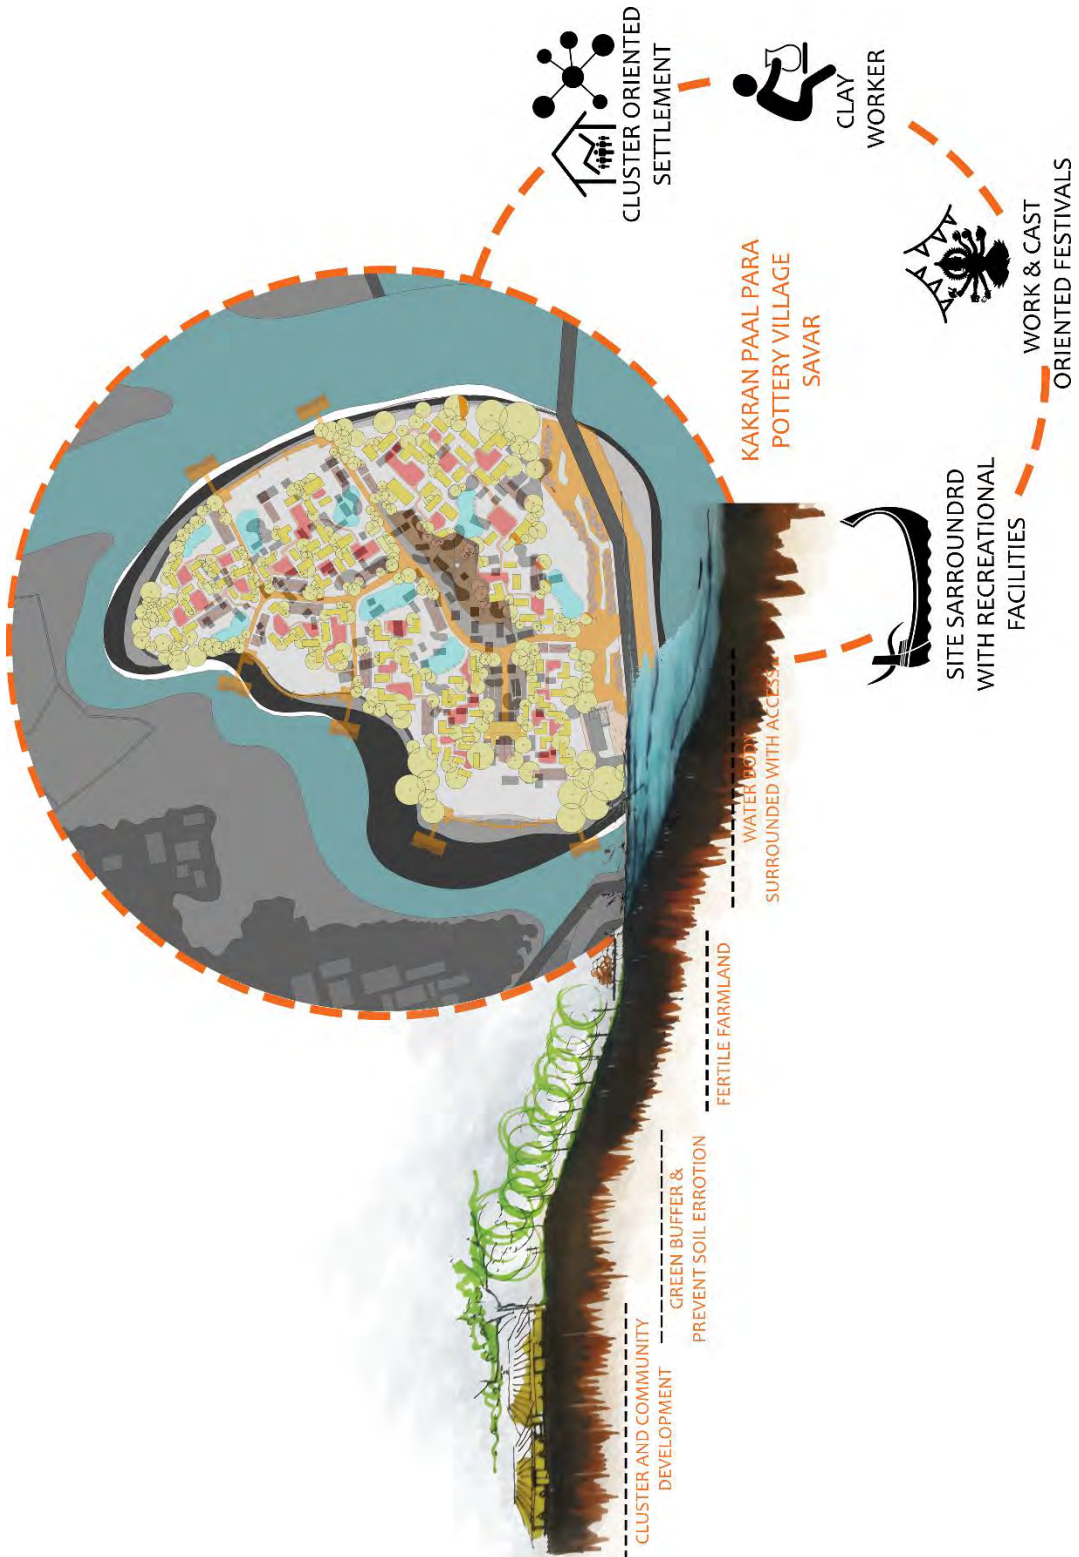 CLUSTER ORIENTED
SETTLEMENT
CLAY
WORKER
WORK & CAST
ORIENTED FESTIVALS
KAKRAN PAAL PARA
POTTERY VILLAGE
SAVAR
SITE SARROUNDRD
WITH RECREATIONAL
FACILITIES
CLUSTER AND COMMUNITY
DEVELOPMENT
GREEN BUFFER &
PREVENT SOIL ERROTION
FERTILE FARMLAND
WATER BODY
SURROUNDED WITH ACCESS